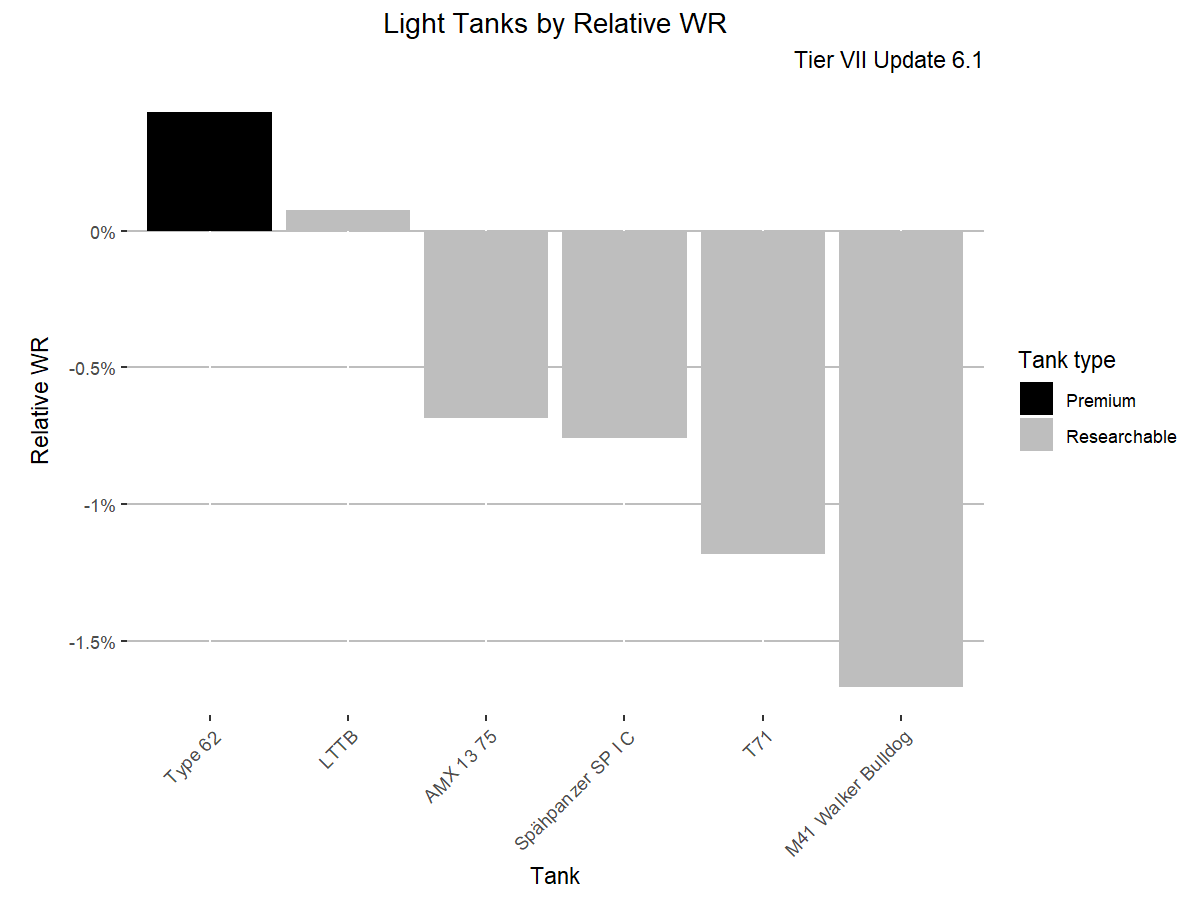 Light Tanks by Relative WR
Tier VII Update 6.1
0%
-0.5%
-1%
-1.5%
Relative WR
Type 62
LTTB
AMX 13 75
Spähpanzer SP I C
T71
M41 Walker Bulldog
Tank
Tank type
Premium
Researchable